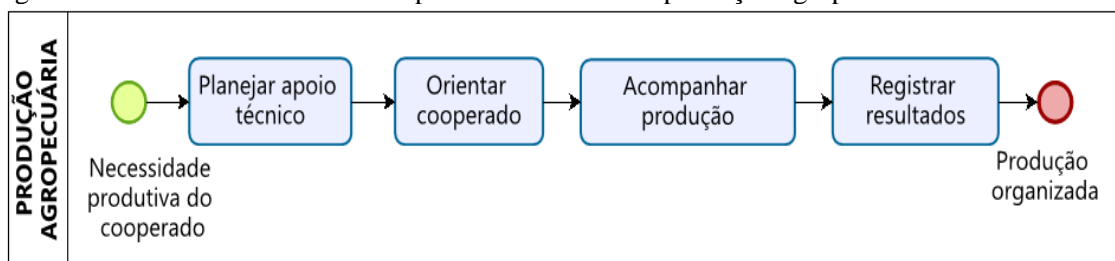 PRODUÇÃO
AGROPECUÁRIA
Necessidade
produtiva do
cooperado
Planejar apoio
técnico
Orientar
cooperado
Acompanhar
produção
Registrar
resultados
Produção
organizada